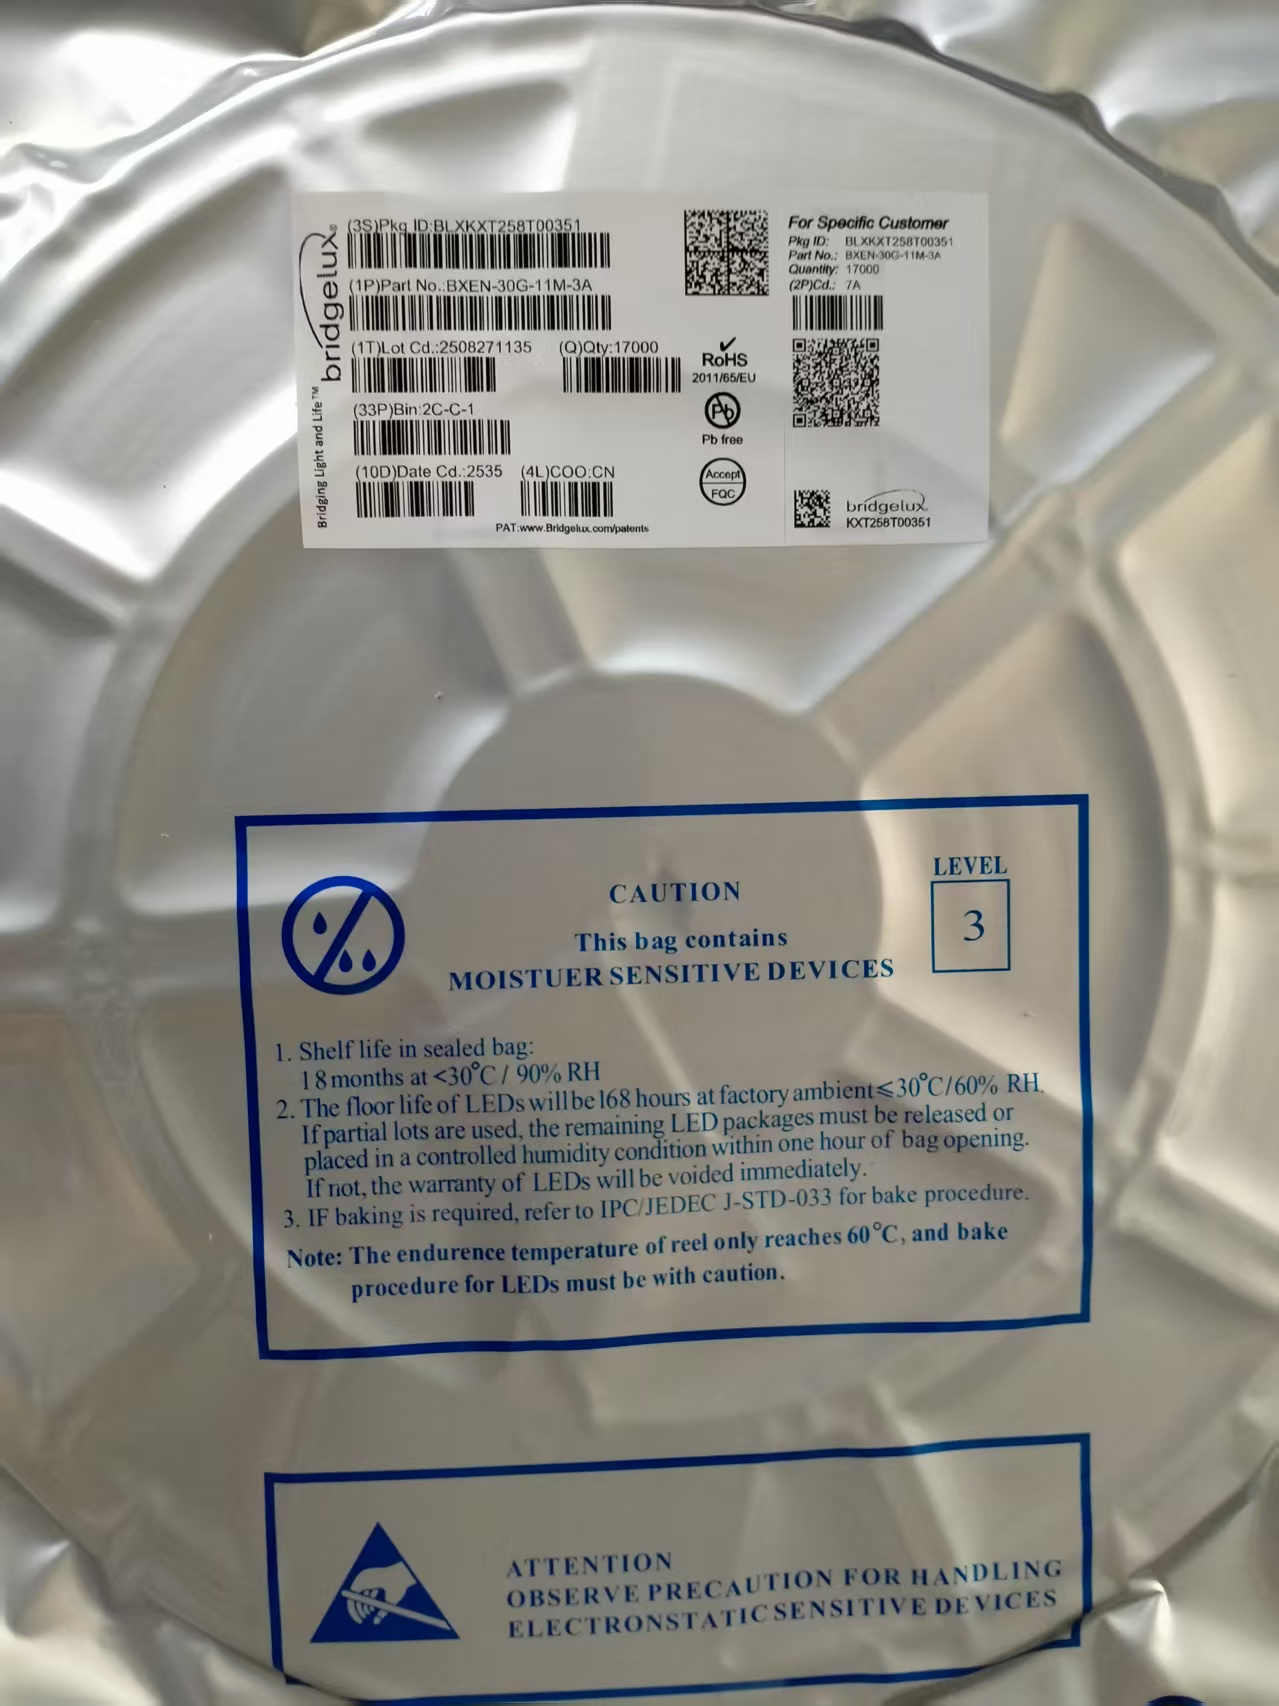 bridgelux®
Bridging Light and Life™
(3S)Pkg ID:BLXKXT258T00351
(1P)Part No.:BXEN-30G-11M-3A
(1T)Lot Cd.:2508271135 (Q)Qty:17000
(33P)Bin:2C-C-1
(10D)Date Cd.:2535 (4L)COO:CN
PAT:www.Bridgelux.com/patents
RoHS
2011/65/EU
Pb
Pb free
Accept
FQC
For Specific Customer
Pkg ID: BLXKXT258T00351
Part No.: BXEN-30G-11M-3A
Quantity: 17000
(2P)Cd.: 7A
bridgelux
KXT258T00351
CAUTION
This bag contains
MOISTUER SENSITIVE DEVICES
LEVEL
3
1. Shelf life in sealed bag:
18 months at <30°C / 90% RH
2. The floor life of LEDs will be 168 hours at factory ambient ≤30°C/60% RH.
If partial lots are used, the remaining LED packages must be released or
placed in a controlled humidity condition within one hour of bag opening.
If not, the warranty of LEDs will be voided immediately.
3. IF baking is required, refer to IPC/JEDEC J-STD-033 for bake procedure.
Note: The endurence temperature of reel only reaches 60°C, and bake
procedure for LEDs must be with caution.
ATTENTION
OBSERVE PRECAUTION FOR HANDLING
ELECTRONSTATIC SENSITIVE DEVICES